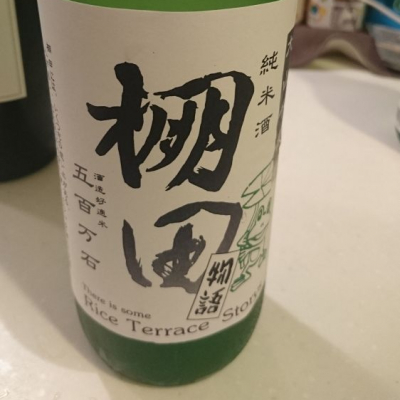 純米酒
棚田
物語
酒造好適米
五百万石
There is some
Rice Terrace Story